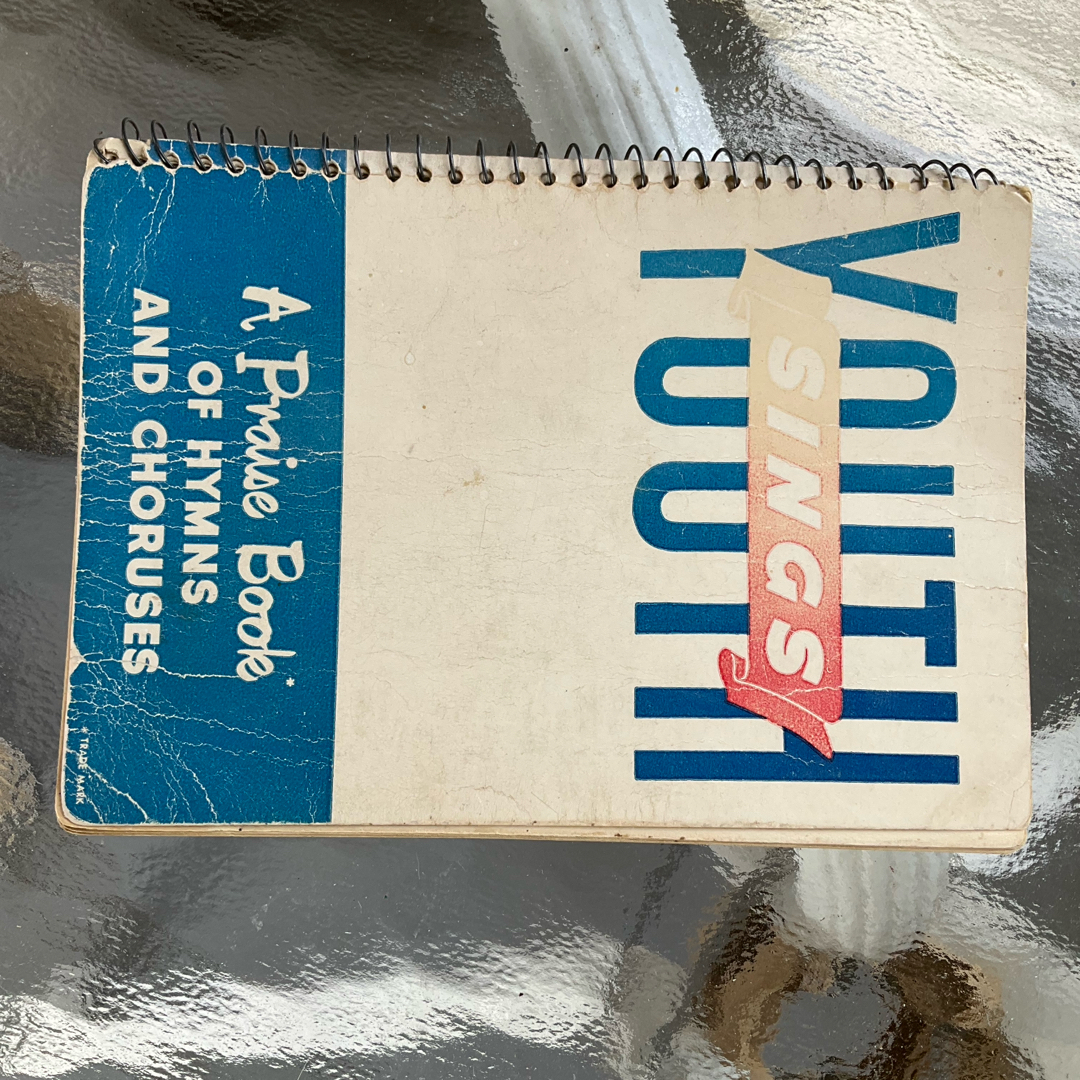 YOUTH
SINGS
A Praise Book*
OF HYMNS
AND CHORUSES
* TRADE MARK